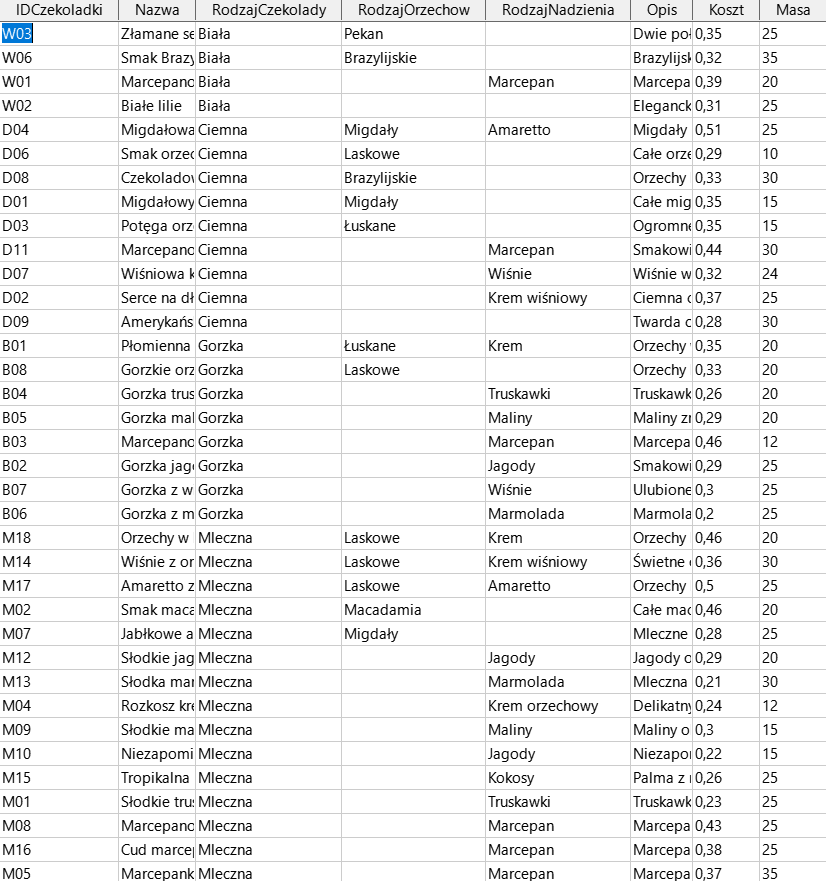 IDCzekoladki Nazwa RodzajCzekolady RodzajOrzechow RodzajNadzienia Opis Koszt Masa
W03 Złamane se Biała Pekan Dwie poł 0,35 25
W06 Smak Brazy Biała Brazylijskie Brazylijsk 0,32 35
W01 Marcepano Biała Marcepan Marcepa 0,39 20
W02 Białe lilie Biała Eleganck 0,31 25
D04 Migdałowa Ciemna Migdały Amaretto Migdały 0,51 25
D06 Smak orzec Ciemna Laskowe Całe orze 0,29 10
D08 Czekoladov Ciemna Brazylijskie Orzechy 0,33 30
D01 Migdałowy Ciemna Migdały Całe mig 0,35 15
D03 Potęga orz Ciemna Łuskane Ogromne 0,35 15
D11 Marcepano Ciemna Marcepan Smakowi 0,44 30
D07 Wiśniowa k Ciemna Wiśnie Wiśnie w 0,32 24
D02 Serce na dł Ciemna Krem wiśniowy Ciemna c 0,37 25
D09 Amerykańs Ciemna Twarda c 0,28 30
B01 Płomienna Gorzka Łuskane Krem Orzechy 0,35 20
B08 Gorzkie orz Gorzka Laskowe Orzechy 0,33 20
B04 Gorzka trus Gorzka Truskawki Truskawk 0,26 20
B05 Gorzka mal Gorzka Maliny Maliny zr 0,29 20
B03 Marcepano Gorzka Marcepan Marcepa 0,46 12
B02 Gorzka jago Gorzka Jagody Smakowi 0,29 25
B07 Gorzka z w Gorzka Wiśnie Ulubione 0,3 25
B06 Gorzka z m Gorzka Marmolada Marmola 0,2 25
M18 Orzechy w Mleczna Laskowe Krem Orzechy 0,46 20
M14 Wiśnie z or Mleczna Laskowe Krem wiśniowy Świetne 0,36 30
M17 Amaretto z Mleczna Laskowe Amaretto Orzechy 0,5 25
M02 Smak maca Mleczna Macadamia Całe mac 0,46 20
M07 Jabłkowe a Mleczna Migdały Mleczne 0,28 25
M12 Słodkie jag Mleczna Jagody Jagody o 0,29 20
M13 Słodka mar Mleczna Marmolada Mleczna 0,21 30
M04 Rozkosz kre Mleczna Krem orzechowy Delikatny 0,24 12
M09 Słodkie ma Mleczna Maliny Maliny o 0,3 15
M10 Niezapomi Mleczna Jagody Niezapor 0,22 15
M15 Tropikalna Mleczna Kokosy Palma z 0,26 25
M01 Słodkie trus Mleczna Truskawki Truskawk 0,23 25
M08 Marcepano Mleczna Marcepan Marcepa 0,43 25
M16 Cud marcep Mleczna Marcepan Marcepa 0,38 25
M05 Marcepank Mleczna Marcepan Marcepa 0,37 35